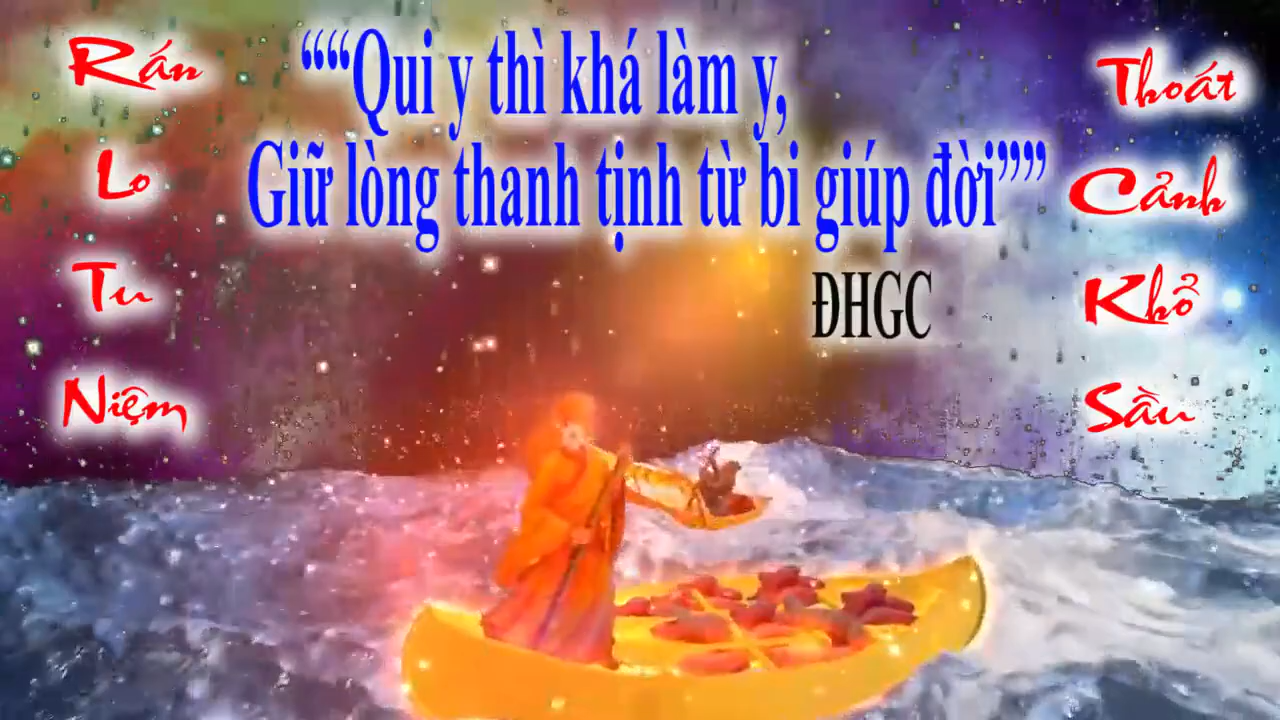 Rán
Lo
Tu
Niệm
““Qui y thì khá làm y,
Giữ lòng thanh tịnh từ bi giúp đời””
ĐHGC
Thoát
Cảnh
Khổ
Sầu